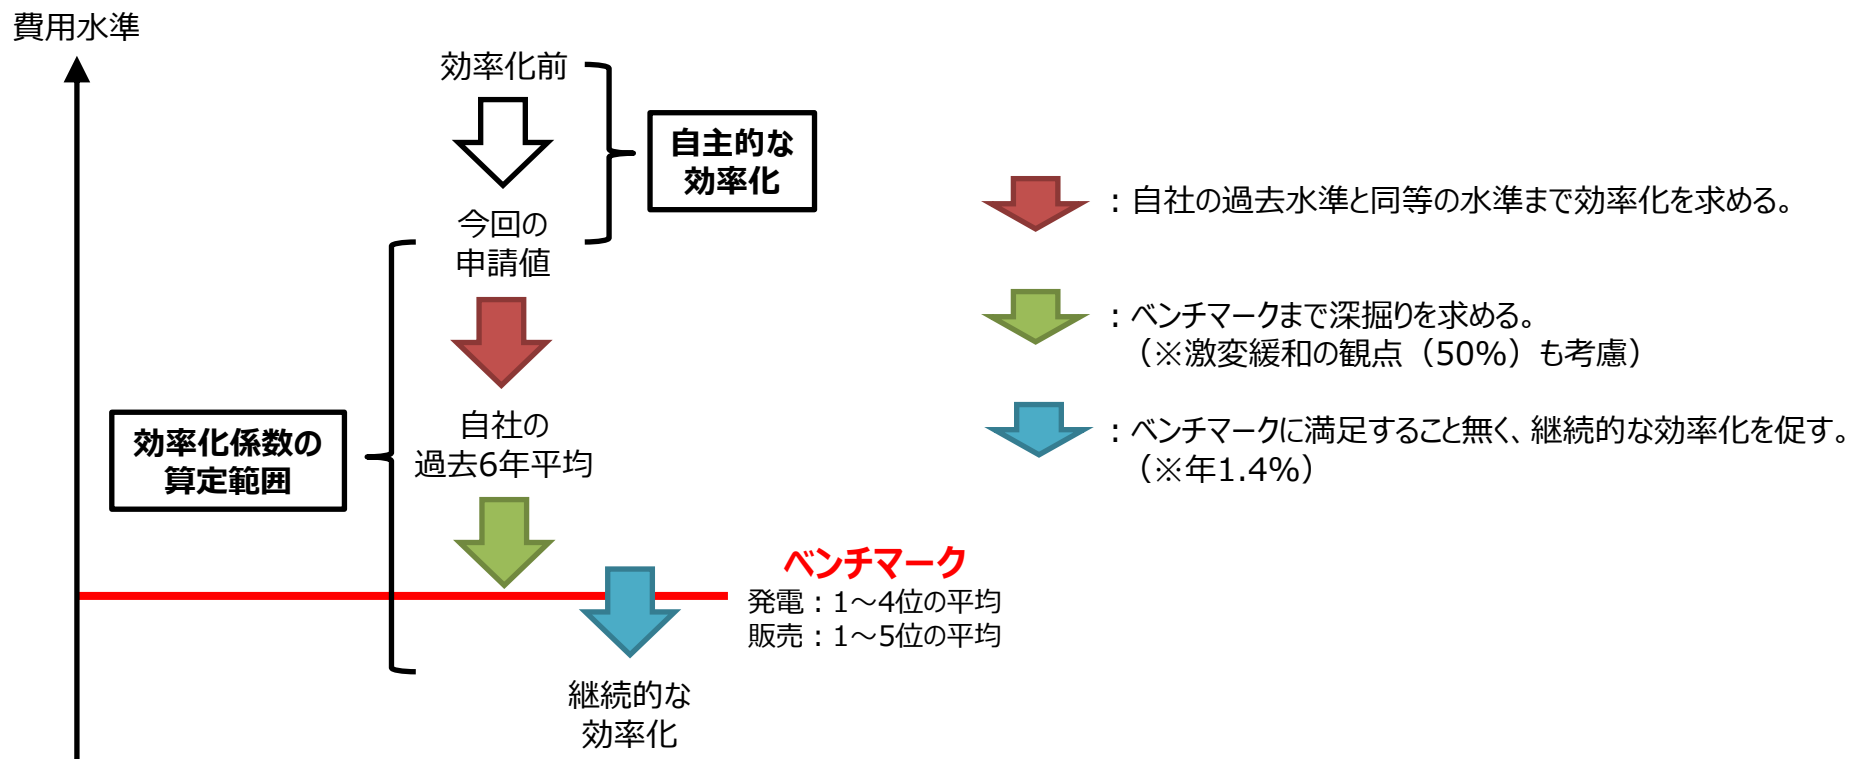 費用水準
効率化前
自主的な
効率化
今回の
申請値
効率化係数の
算定範囲
自社の
過去6年平均
ベンチマーク
発電：1～4位の平均
販売：1～5位の平均
継続的な
効率化
：自社の過去水準と同等の水準まで効率化を求める。
：ベンチマークまで深掘りを求める。
（※激変緩和の観点（50%）も考慮）
：ベンチマークに満足すること無く、継続的な効率化を促す。
（※年1.4%）